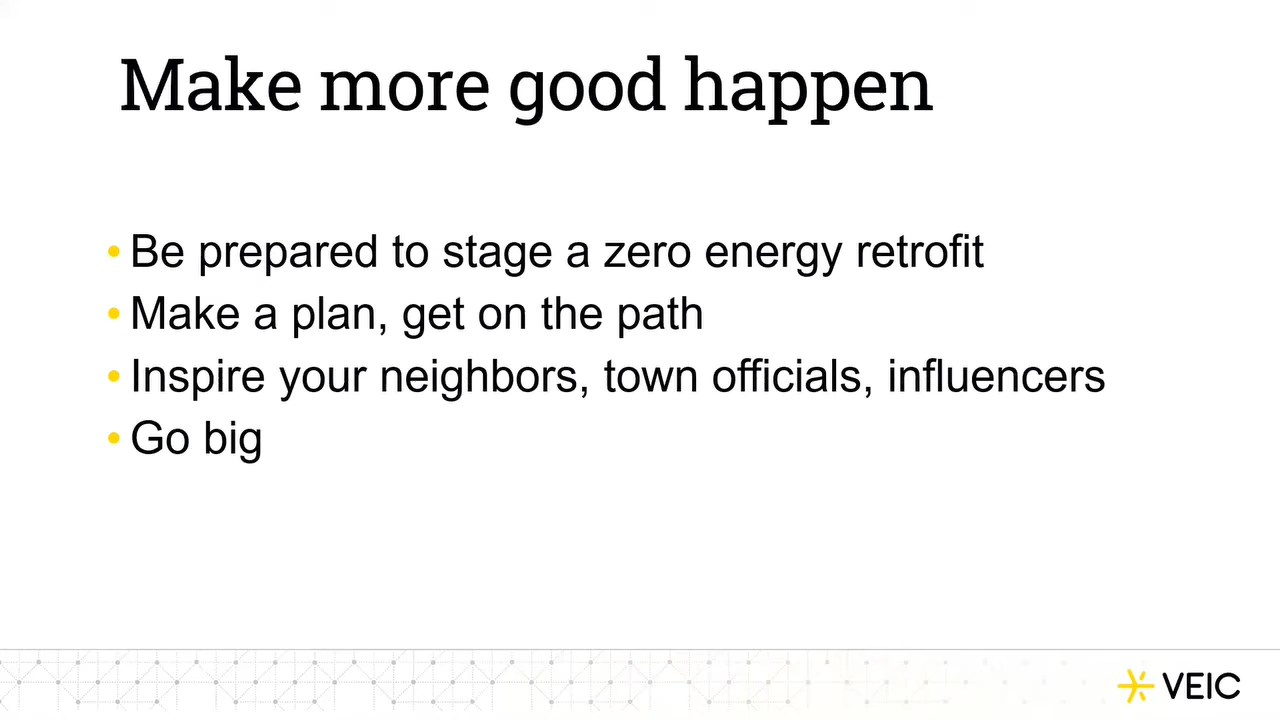 Make more good happen
• Be prepared to stage a zero energy retrofit
• Make a plan, get on the path
• Inspire your neighbors, town officials, influencers
• Go big
VEIC